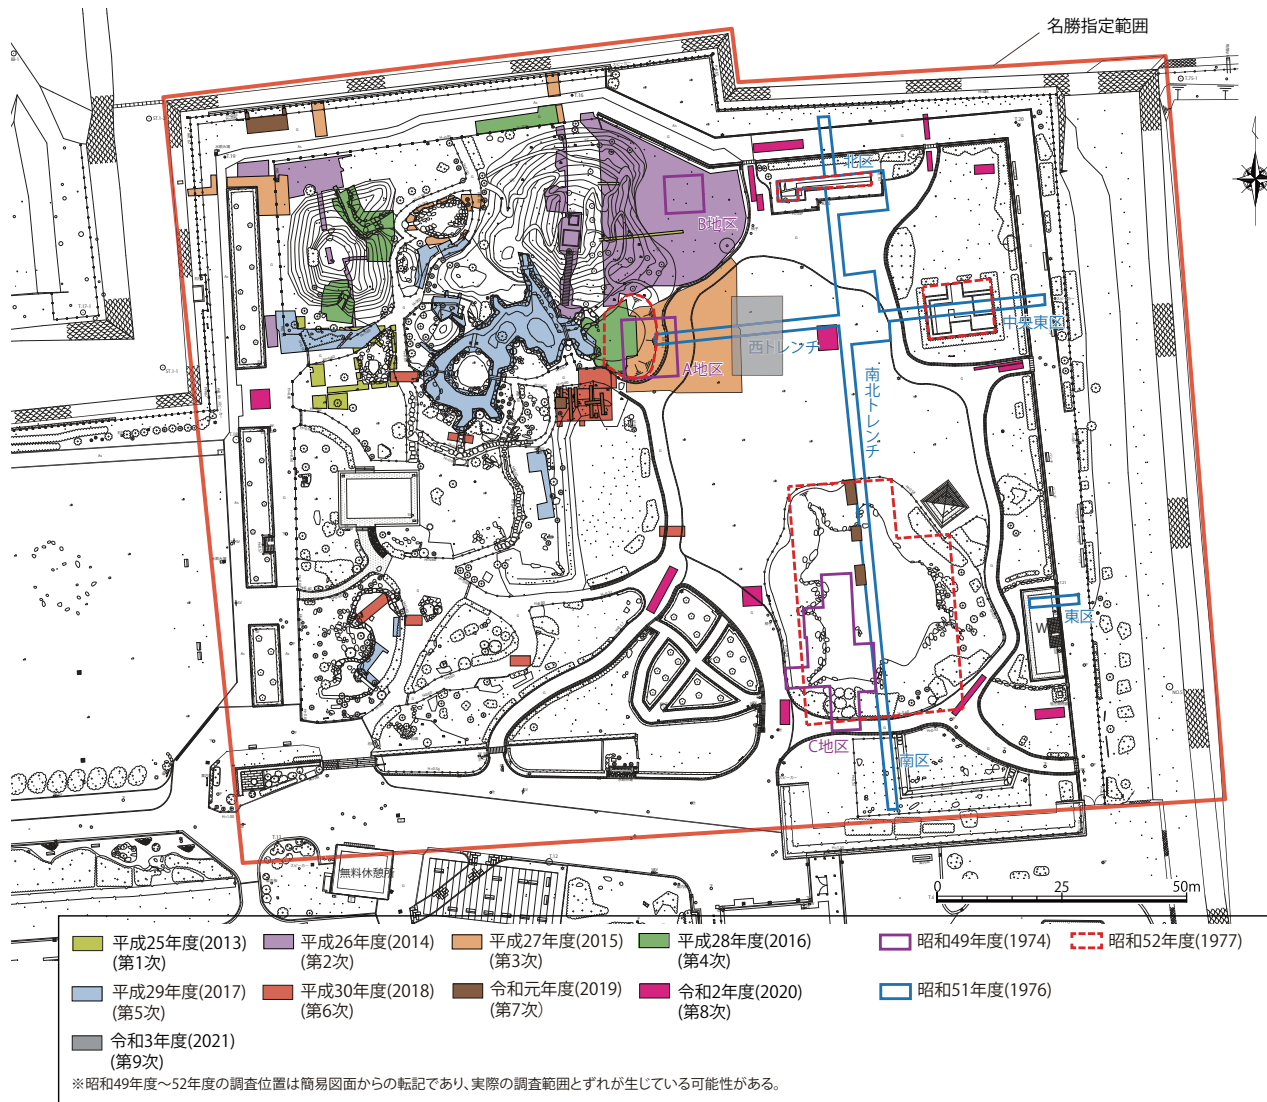 名勝指定範囲
北区
B地区
中央東区
西トレンチ
A地区
南北トレンチ
東区
C地区
南区
無料休憩所
0 25 50m
平成25年度(2013)
(第1次)
平成26年度(2014)
(第2次)
平成27年度(2015)
(第3次)
平成28年度(2016)
(第4次)
昭和49年度(1974)
昭和52年度(1977)
平成29年度(2017)
(第5次)
平成30年度(2018)
(第6次)
令和元年度(2019)
(第7次)
令和2年度(2020)
(第8次)
昭和51年度(1976)
令和3年度(2021)
(第9次)
※昭和49年度～52年度の調査位置は簡易図面からの転記であり、実際の調査範囲とずれが生じている可能性がある。